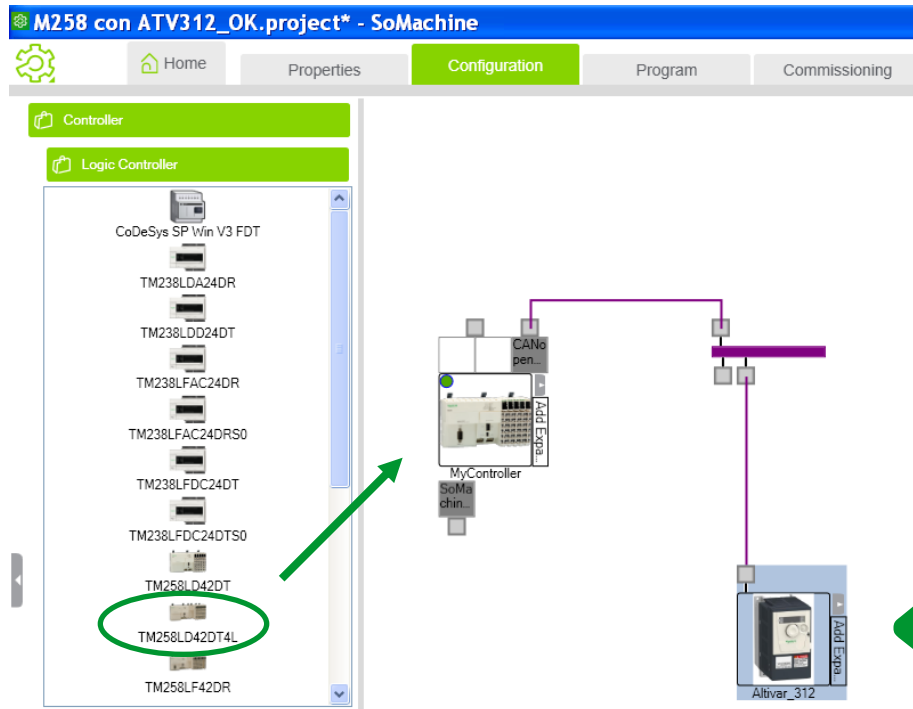 M258 con ATV312_OK.project* - SoMachine
Home
Properties
Configuration
Program
Commissioning
Controller
Logic Controller
CoDeSys SP Win V3 FDT
TM238LDA24DR
TM238LDD24DT
TM238LFAC24DR
TM238LFAC24DRS0
TM238LFDC24DT
TM238LFDC24DTS0
TM258LD42DT
TM258LD42DT4L
TM258LF42DR
CANo
pen...
Add Expa...
MyController
SoMa
chin...
Add Expa...
Altivar_312